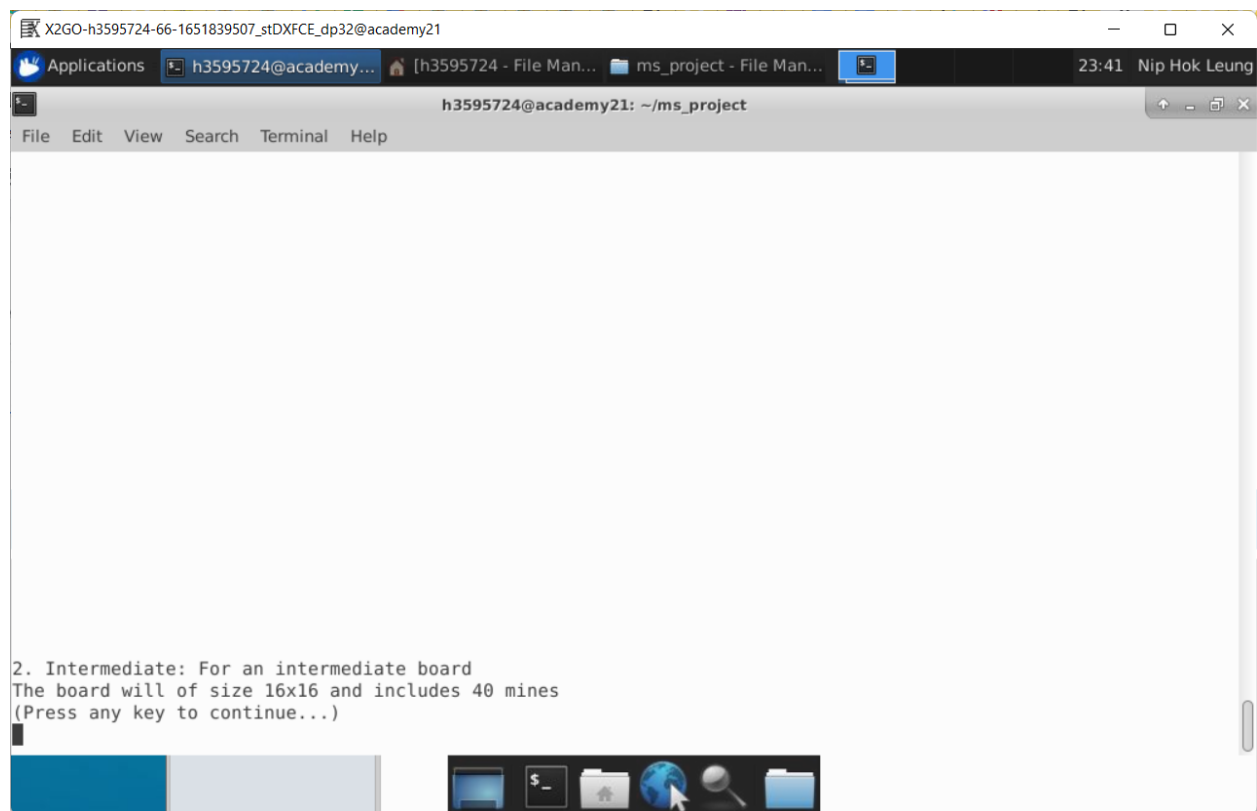 X2GO-h3595724-66-1651839507_stDXFCE_dp32@academy21
Applications h3595724@academy... [h3595724 - File Man... ms_project - File Man... 23:41 Nip Hok Leung
h3595724@academy21: ~/ms_project
File Edit View Search Terminal Help
2. Intermediate: For an intermediate board
The board will of size 16x16 and includes 40 mines
(Press any key to continue...)